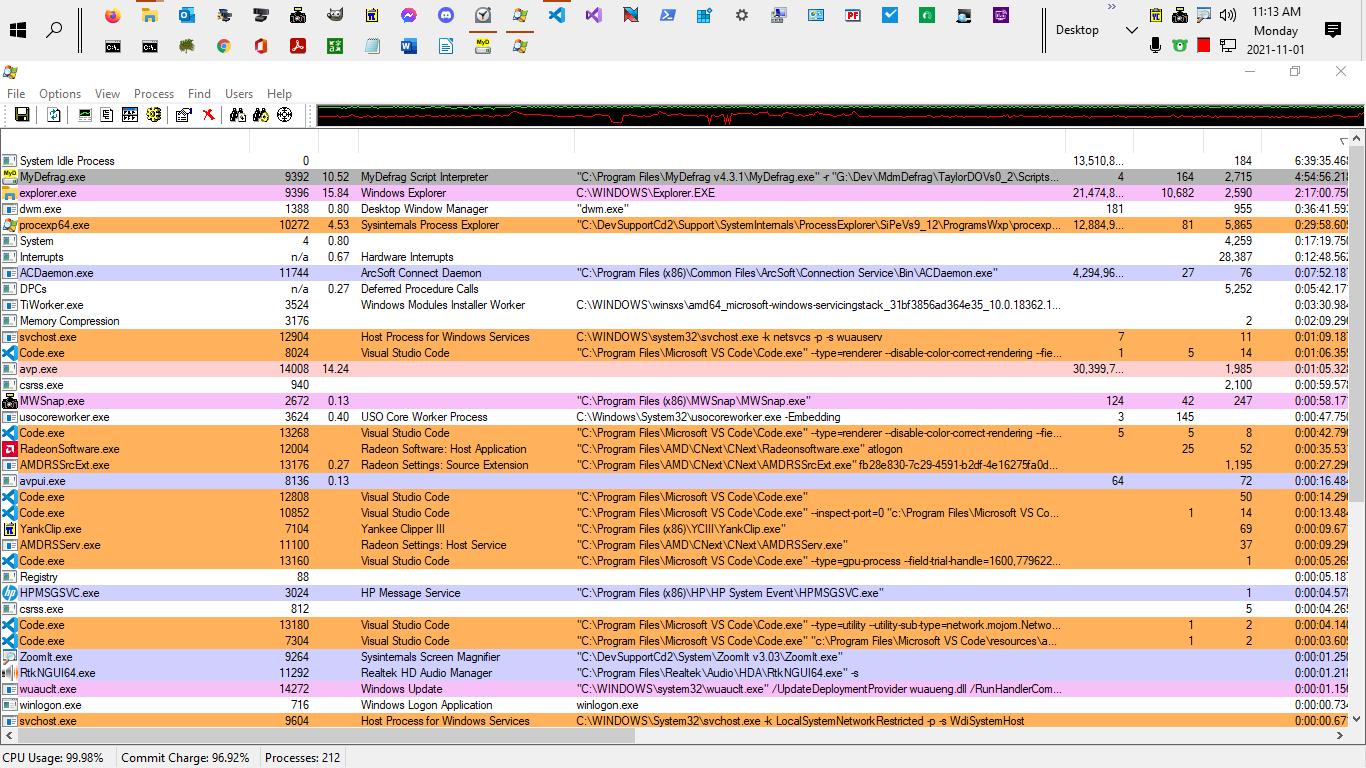 11:13 AM
Desktop
Monday
2021-11-01
File Options View Process Find Users Help
System Idle Process 0 13,510,8... 184 6:39:35.468
MyDefrag.exe 9392 10.52 MyDefrag Script Interpreter "C:\Program Files\MyDefrag v4.3.1\MyDefrag.exe" -r "G:\Dev\MdmDefrag\TaylorDOVs0_2\Scripts... 4 164 2,715 4:54:56.218
explorer.exe 9396 15.84 Windows Explorer C:\WINDOWS\Explorer.EXE 21,474,8... 10,682 2,590 2:17:00.750
dwm.exe 1388 0.80 Desktop Window Manager "dwm.exe" 181 955 0:36:41.593
procexp64.exe 10272 4.53 Sysinternals Process Explorer "C:\DevSupportCd2\Support\SystemInternals\ProcessExplorer\SiPeVs9_12\ProgramsWxp\procexp... 12,884,9... 81 5,865 0:29:58.609
System 4 0.80 4,259 0:17:19.750
Interrupts n/a 0.67 Hardware Interrupts 28,387 0:12:48.562
ACDaemon.exe 11744 ArcSoft Connect Daemon "C:\Program Files (x86)\Common Files\ArcSoft\Connection Service\Bin\ACDaemon.exe" 4,294,96... 27 76 0:07:52.187
DPCs n/a 0.27 Deferred Procedure Calls 5,252 0:05:42.171
TiWorker.exe 3524 Windows Modules Installer Worker C:\WINDOWS\winsxs\amd64_microsoft-windows-servicingstack_31bf3856ad364e35_10.0.18362.1... 0:03:30.984
Memory Compression 3176 2 0:02:09.296
svchost.exe 12904 Host Process for Windows Services C:\WINDOWS\system32\svchost.exe -k netsvcs -p -s wuauserv 7 11 0:01:09.187
Code.exe 8024 Visual Studio Code "C:\Program Files\Microsoft VS Code\Code.exe" --type=renderer --disable-color-correct-rendering --fie... 1 5 14 0:01:06.359
avp.exe 14008 14.24 30,399,7... 1,985 0:01:05.328
csrss.exe 940 2,100 0:00:59.578
MWSnap.exe 2672 0.13 "C:\Program Files (x86)\MWSnap\MWSnap.exe" 124 42 247 0:00:58.171
usocoreworker.exe 3624 0.40 USO Core Worker Process C:\Windows\System32\usocoreworker.exe -Embedding 3 145 0:00:47.750
Code.exe 13268 Visual Studio Code "C:\Program Files\Microsoft VS Code\Code.exe" --type=renderer --disable-color-correct-rendering --fie... 5 5 8 0:00:42.796
RadeonSoftware.exe 12004 Radeon Software: Host Application "C:\Program Files\AMD\CNext\CNext\Radeonsoftware.exe" atlogon 25 52 0:00:35.531
AMDRSSrcExt.exe 13176 0.27 Radeon Settings: Source Extension "C:\Program Files\AMD\CNext\CNext\AMDRSSrcExt.exe" fb28e830-7c29-4591-b2df-4e16275fa0d... 1,195 0:00:27.296
avpui.exe 8136 0.13 64 72 0:00:16.484
Code.exe 12808 Visual Studio Code "C:\Program Files\Microsoft VS Code\Code.exe" 50 0:00:14.296
Code.exe 10852 Visual Studio Code "C:\Program Files\Microsoft VS Code\Code.exe" --inspect-port=0 "c:\Program Files\Microsoft VS Co... 1 14 0:00:13.484
YankClip.exe 7104 Yankee Clipper III "C:\Program Files (x86)\YCIII\YankClip.exe" 69 0:00:09.671
AMDRSServ.exe 11100 Radeon Settings: Host Service "C:\Program Files\AMD\CNext\CNext\AMDRSServ.exe" 37 0:00:09.296
Code.exe 13160 Visual Studio Code "C:\Program Files\Microsoft VS Code\Code.exe" --type=gpu-process --field-trial-handle=1600,779622... 1 0:00:05.265
Registry 88 0:00:05.187
HPMSGSVC.exe 3024 HP Message Service "C:\Program Files (x86)\HP\HP System Event\HPMSGSVC.exe" 1 0:00:04.578
csrss.exe 812 5 0:00:04.265
Code.exe 13180 Visual Studio Code "C:\Program Files\Microsoft VS Code\Code.exe" --type=utility --utility-sub-type=network.mojom.Netwo... 1 2 0:00:04.140
Code.exe 7304 Visual Studio Code "C:\Program Files\Microsoft VS Code\Code.exe" "c:\Program Files\Microsoft VS Code\resources\a... 1 2 0:00:03.609
ZoomIt.exe 9264 Sysinternals Screen Magnifier "C:\DevSupportCd2\System\ZoomIt v3.03\ZoomIt.exe" 0:00:01.250
RtkNGUI64.exe 11292 Realtek HD Audio Manager "C:\Program Files\Realtek\Audio\HDA\RtkNGUI64.exe" -s 0:00:01.218
wuauclt.exe 14272 Windows Update "C:\WINDOWS\system32\wuauclt.exe" /UpdateDeploymentProvider wuaueng.dll /RunHandlerCom... 0:00:01.156
winlogon.exe 716 Windows Logon Application winlogon.exe 0:00:00.734
svchost.exe 9604 Host Process for Windows Services C:\WINDOWS\System32\svchost.exe -k LocalSystemNetworkRestricted -p -s WdiSystemHost 0:00:00.67
CPU Usage: 99.98% Commit Charge: 96.92% Processes: 212